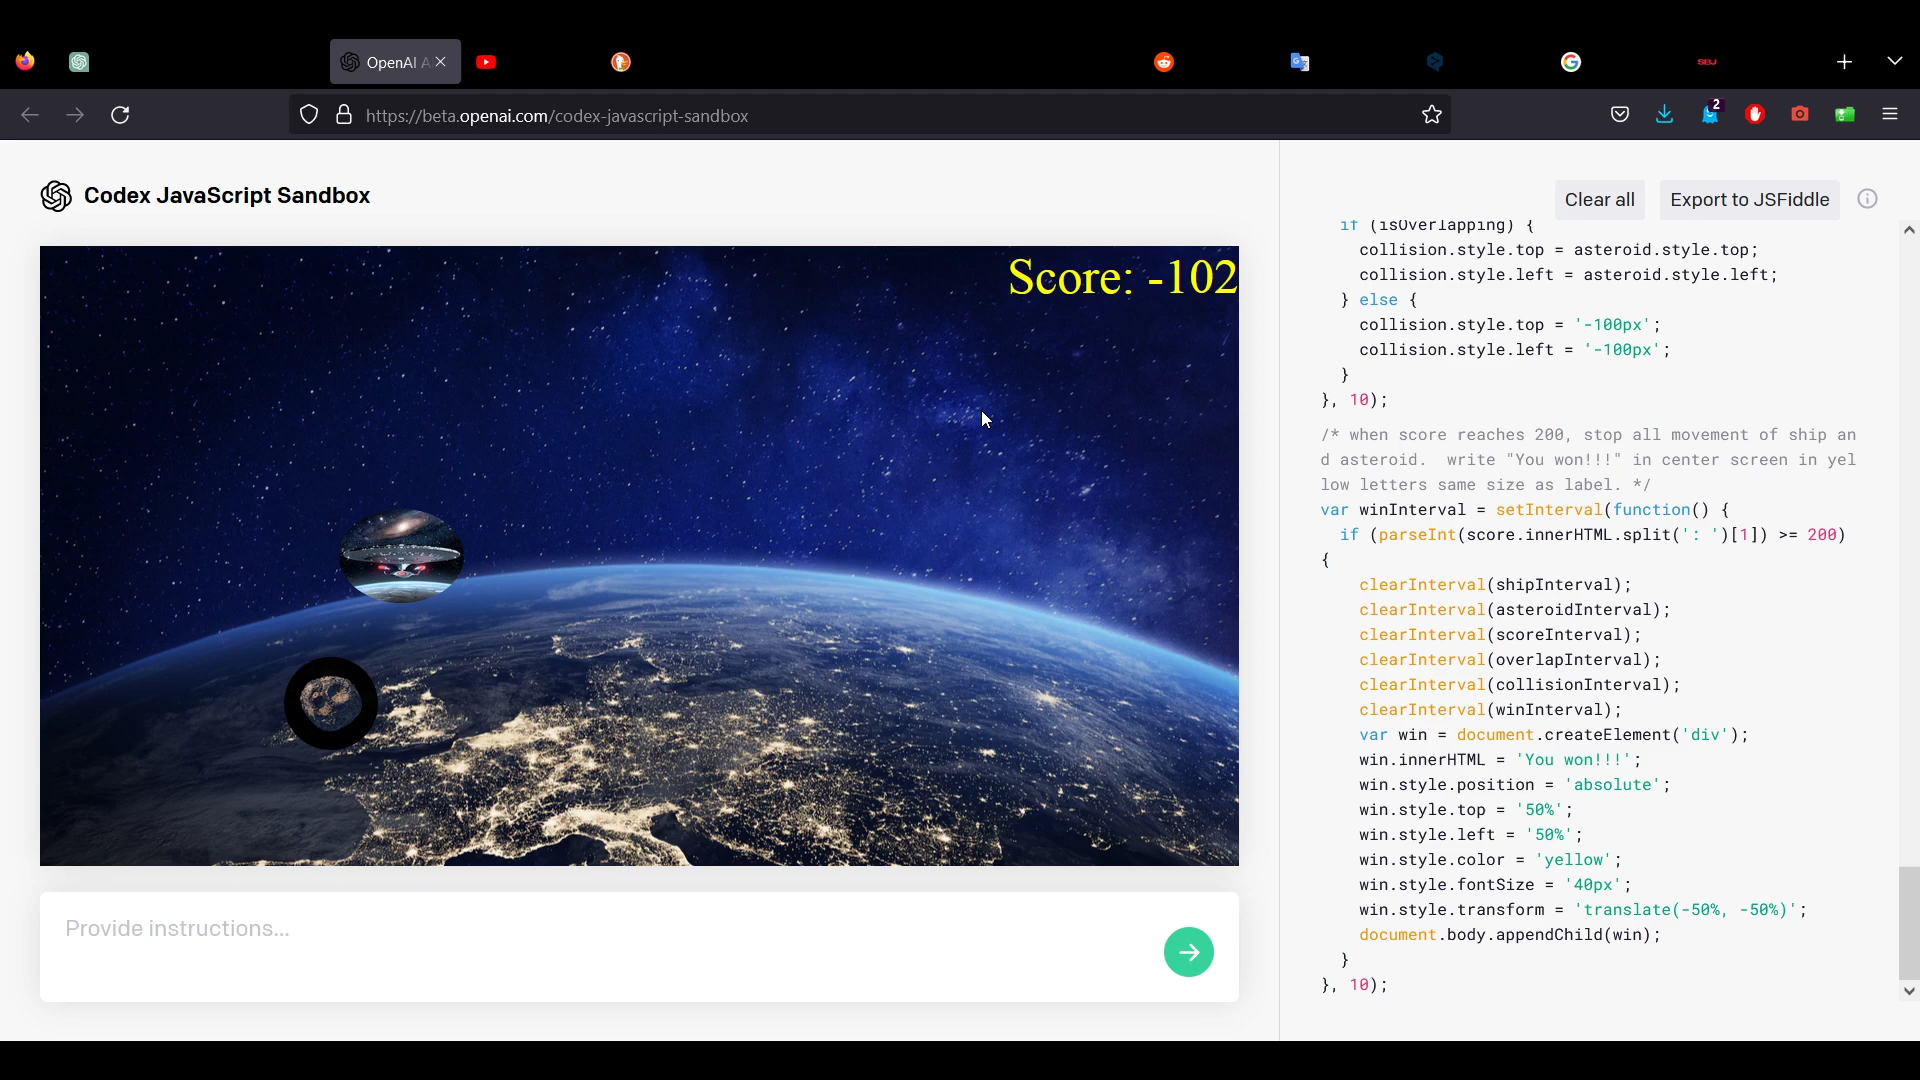 OpenAI A
SBJ
https://beta.openai.com/codex-javascript-sandbox
2
Codex JavaScript Sandbox
Clear all
Export to JSFiddle
Score: -102
Provide instructions...
if (isOverlapping) {
collision.style.top = asteroid.style.top;
collision.style.left = asteroid.style.left;
} else {
collision.style.top = '-100px';
collision.style.left = '-100px';
}
}, 10);
/* when score reaches 200, stop all movement of ship an
d asteroid.  write "You won!!!" in center screen in yel
low letters same size as label. */
var winInterval = setInterval(function() {
if (parseInt(score.innerHTML.split(': ')[1]) >= 200)
{
clearInterval(shipInterval);
clearInterval(asteroidInterval);
clearInterval(scoreInterval);
clearInterval(overlapInterval);
clearInterval(collisionInterval);
clearInterval(winInterval);
var win = document.createElement('div');
win.innerHTML = 'You won!!!';
win.style.position = 'absolute';
win.style.top = '50%';
win.style.left = '50%';
win.style.color = 'yellow';
win.style.fontSize = '40px';
win.style.transform = 'translate(-50%, -50%)';
document.body.appendChild(win);
}
}, 10);